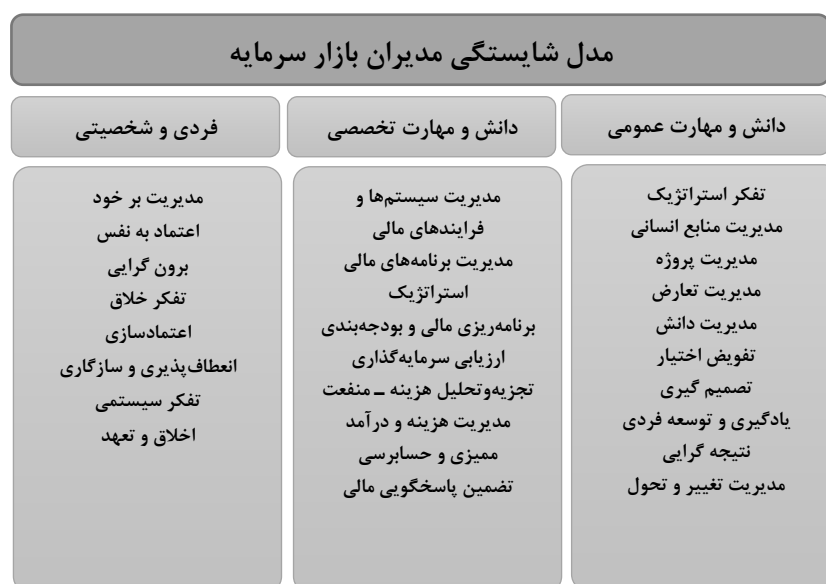 مدل شایستگی مدیران بازار سرمایه
دانش و مهارت عمومی
تفکر استراتژیک
مدیریت منابع انسانی
مدیریت پروژه
مدیریت تعارض
مدیریت دانش
تفویض اختیار
تصمیم گیری
یادگیری و توسعه فردی
نتیجه گرایی
مدیریت تغییر و تحول
دانش و مهارت تخصصی
مدیریت سیستم‌ها و
فرایندهای مالی
مدیریت برنامه‌های مالی
استراتژیک
برنامه‌ریزی مالی و بودجه‌بندی
ارزیابی سرمایه‌گذاری
تجزیه‌وتحلیل هزینه ـ منفعت
مدیریت هزینه و درآمد
ممیزی و حسابرسی
تضمین پاسخگویی مالی
فردی و شخصیتی
مدیریت بر خود
اعتماد به نفس
برون گرایی
تفکر خلاق
اعتمادسازی
انعطاف‌پذیری و سازگاری
تفکر سیستمی
اخلاق و تعهد